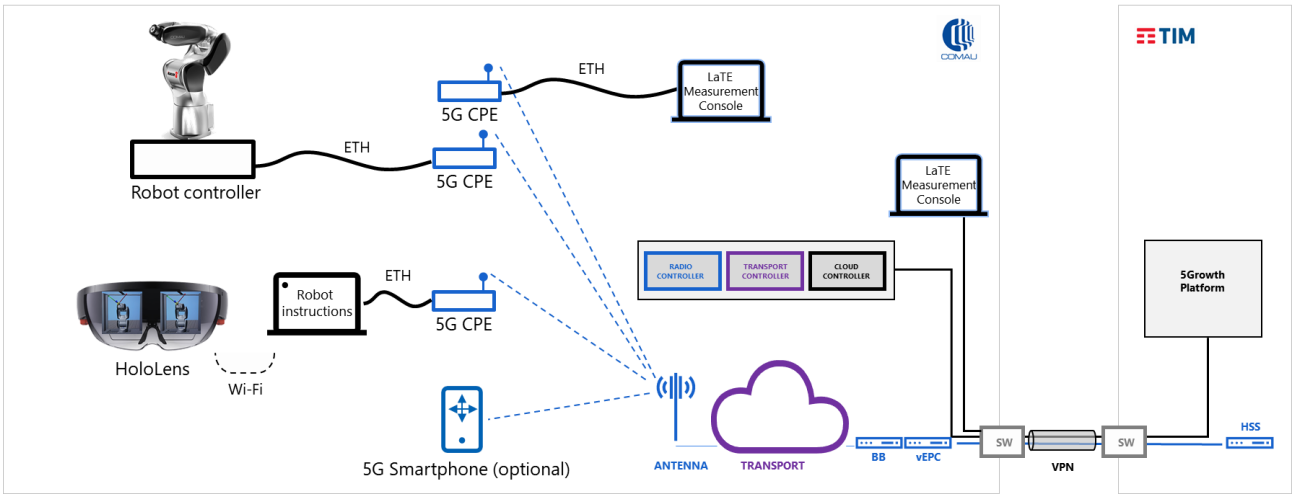 COMAU
TIM
ETH
LaTE
Measurement
Console
5G CPE
ETH
5G CPE
Robot controller
LaTE
Measurement
Console
RADIO
CONTROLLER
TRANSPORT
CONTROLLER
CLOUD
CONTROLLER
5Growth
Platform
ETH
Robot
instructions
5G CPE
HoloLens
Wi-Fi
5G Smartphone (optional)
ANTENNA
TRANSPORT
BB
vEPC
SW
VPN
SW
HSS